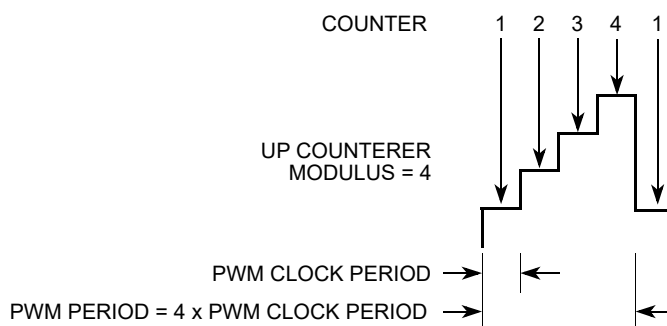 COUNTER 1 2 3 4 1
UP COUNTERER
MODULUS = 4
PWM CLOCK PERIOD
PWM PERIOD = 4 x PWM CLOCK PERIOD